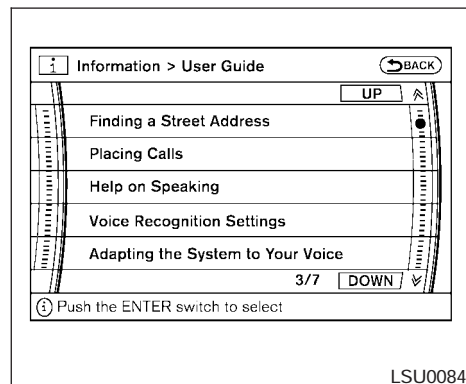 i Information > User Guide BACK
UP
Finding a Street Address
Placing Calls
Help on Speaking
Voice Recognition Settings
Adapting the System to Your Voice
3/7 DOWN
i Push the ENTER switch to select
LSU0084